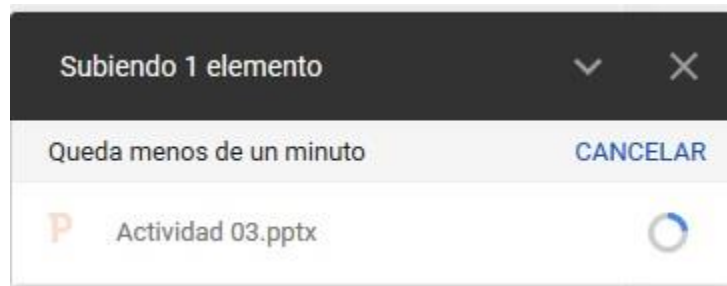 Subiendo 1 elemento
Queda menos de un minuto CANCELAR
P Actividad 03.pptx